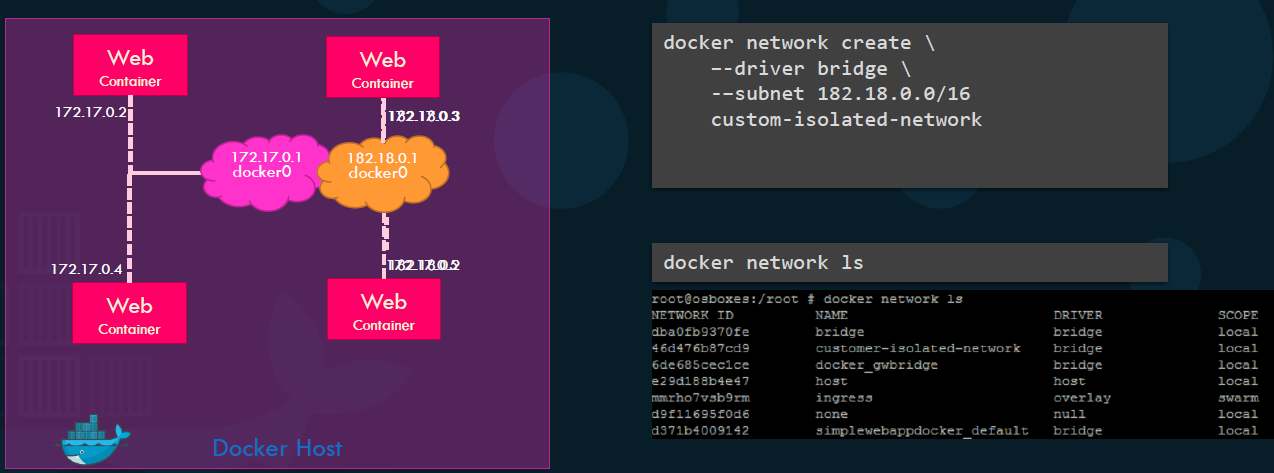 Web
Container
172.17.0.2
Web
Container
172.17.0.1
docker0
182.18.0.1
docker0
172.17.0.4
Web
Container
Web
Container
Docker Host
docker network create \
--driver bridge \
--subnet 182.18.0.0/16
custom-isolated-network
docker network ls
root@osboxes:/root # docker network ls
NETWORK ID NAME DRIVER SCOPE
dba0fb9370fe bridge bridge local
46d476b87cd9 customer-isolated-network bridge local
6de685cec1ce docker_gwbridge bridge local
e29d188b4e47 host host local
mmrho7vsb9rm ingress overlay swarm
d9f11695f0d6 none null local
d371b4009142 simplewebappdocker_default bridge local